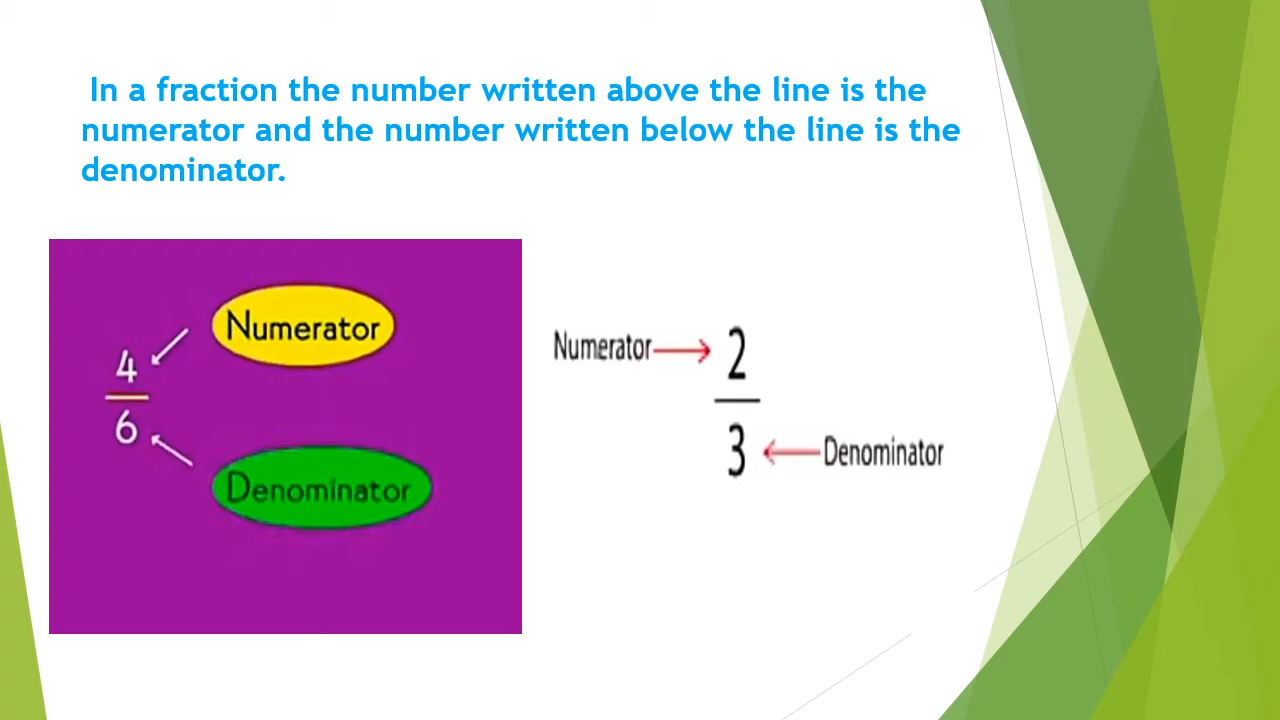 In a fraction the number written above the line is the
numerator and the number written below the line is the
denominator.
Numerator
4
6
Denominator
Numerator 2
3 Denominator